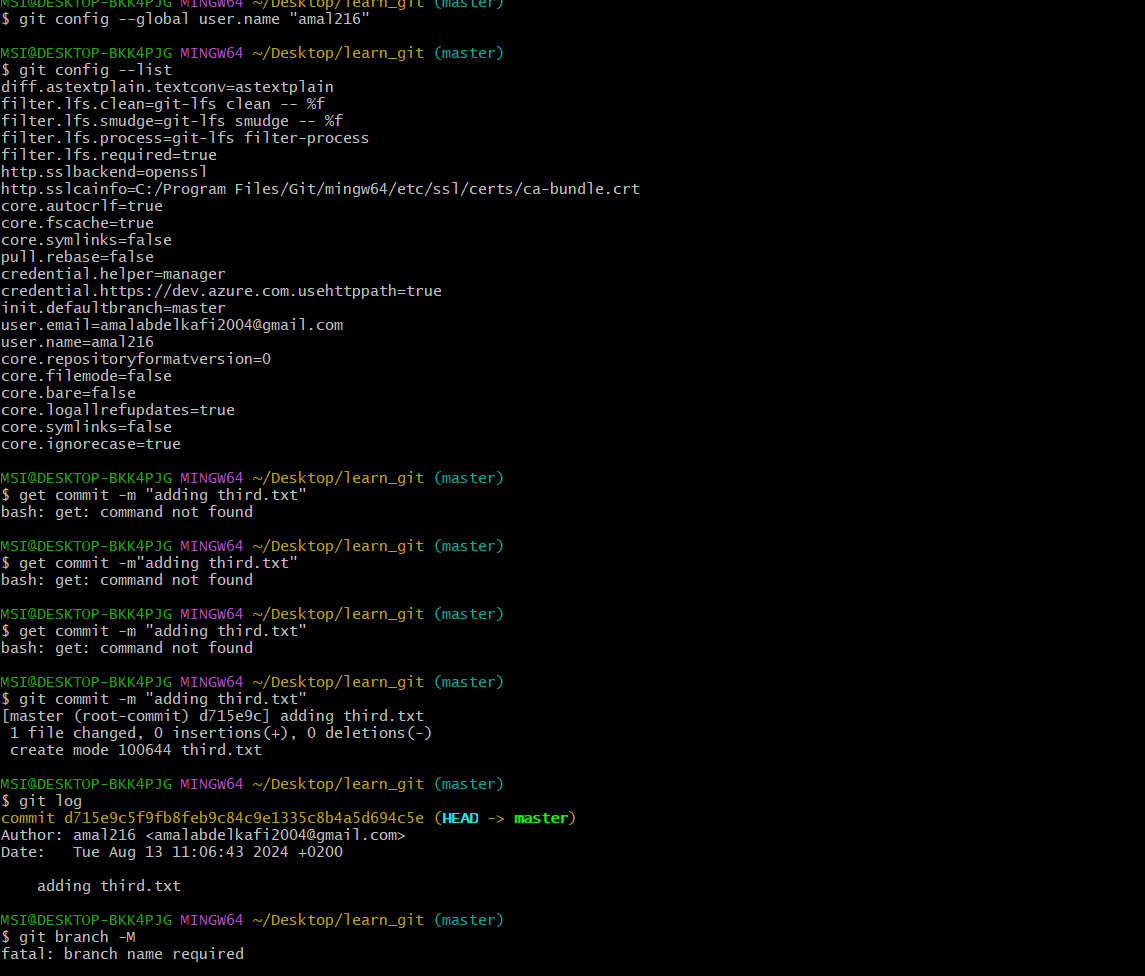 MSI@DESKTOP-BKK4PJG MINGW64 ~/Desktop/learn_git (master)
$ git config --global user.name "amal216"
MSI@DESKTOP-BKK4PJG MINGW64 ~/Desktop/learn_git (master)
$ git config --list
diff.astextplain.textconv=astextplain
filter.lfs.clean=git-lfs clean -- %f
filter.lfs.smudge=git-lfs smudge -- %f
filter.lfs.process=git-lfs filter-process
filter.lfs.required=true
http.sslbackend=openssl
http.sslcainfo=C:/Program Files/Git/mingw64/etc/ssl/certs/ca-bundle.crt
core.autocrlf=true
core.fscache=true
core.symlinks=false
pull.rebase=false
credential.helper=manager
credential.https://dev.azure.com.usehttppath=true
init.defaultbranch=master
user.email=amalabdelkafi2004@gmail.com
user.name=amal216
core.repositoryformatversion=0
core.filemode=false
core.bare=false
core.logallrefupdates=true
core.symlinks=false
core.ignorecase=true
MSI@DESKTOP-BKK4PJG MINGW64 ~/Desktop/learn_git (master)
$ get commit -m "adding third.txt"
bash: get: command not found
MSI@DESKTOP-BKK4PJG MINGW64 ~/Desktop/learn_git (master)
$ get commit -m"adding third.txt"
bash: get: command not found
MSI@DESKTOP-BKK4PJG MINGW64 ~/Desktop/learn_git (master)
$ get commit -m "adding third.txt"
bash: get: command not found
MSI@DESKTOP-BKK4PJG MINGW64 ~/Desktop/learn_git (master)
$ git commit -m "adding third.txt"
[master (root-commit) d715e9c] adding third.txt
1 file changed, 0 insertions(+), 0 deletions(-)
create mode 100644 third.txt
MSI@DESKTOP-BKK4PJG MINGW64 ~/Desktop/learn_git (master)
$ git log
commit d715e9c5f9fb8feb9c84c9e1335c8b4a5d694c5e (HEAD -> master)
Author: amal216 <amalabdelkafi2004@gmail.com>
Date:   Tue Aug 13 11:06:43 2024 +0200
adding third.txt
MSI@DESKTOP-BKK4PJG MINGW64 ~/Desktop/learn_git (master)
$ git branch -M
fatal: branch name required